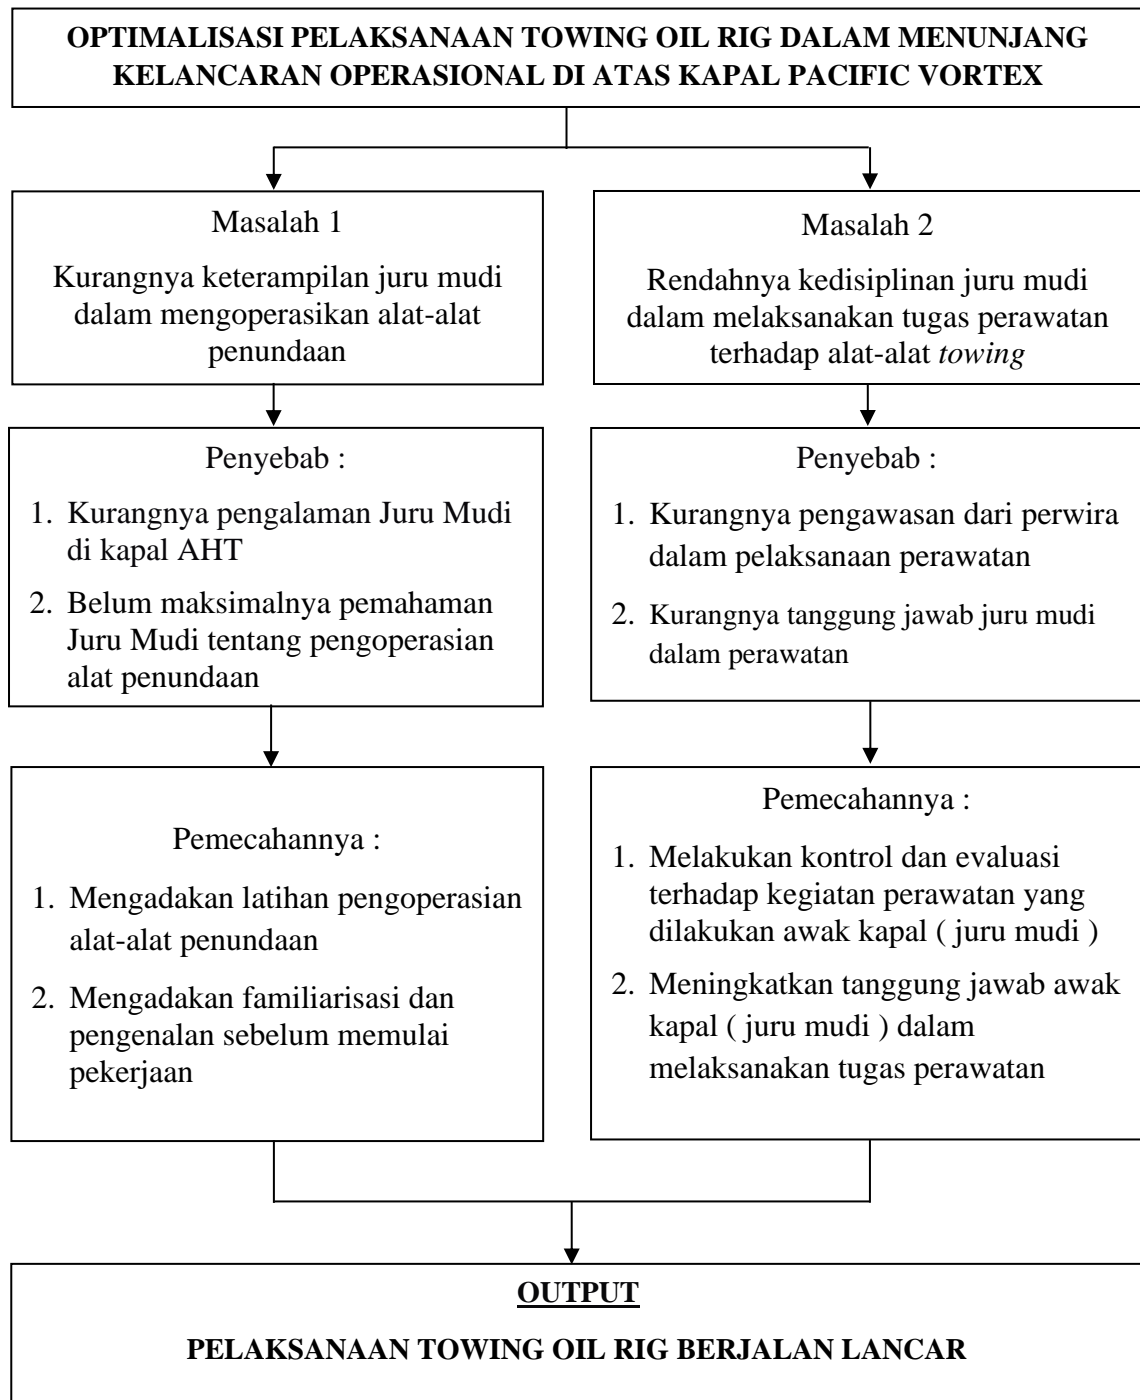 OPTIMALISASI PELAKSANAAN TOWING OIL RIG DALAM MENUNJANG
KELANCARAN OPERASIONAL DI ATAS KAPAL PACIFIC VORTEX
Masalah 1
Kurangnya keterampilan juru mudi
dalam mengoperasikan alat-alat
penundaan
Masalah 2
Rendahnya kedisiplinan juru mudi
dalam melaksanakan tugas perawatan
terhadap alat-alat towing
Penyebab :
1. Kurangnya pengalaman Juru Mudi
di kapal AHT
2. Belum maksimalnya pemahaman
Juru Mudi tentang pengoperasian
alat penundaan
Penyebab :
1. Kurangnya pengawasan dari perwira
dalam pelaksanaan perawatan
2. Kurangnya tanggung jawab juru mudi
dalam perawatan
Pemecahannya :
1. Mengadakan latihan pengoperasian
alat-alat penundaan
2. Mengadakan familiarisasi dan
pengenalan sebelum memulai
pekerjaan
Pemecahannya :
1. Melakukan kontrol dan evaluasi
terhadap kegiatan perawatan yang
dilakukan awak kapal ( juru mudi )
2. Meningkatkan tanggung jawab awak
kapal ( juru mudi ) dalam
melaksanakan tugas perawatan
OUTPUT
PELAKSANAAN TOWING OIL RIG BERJALAN LANCAR